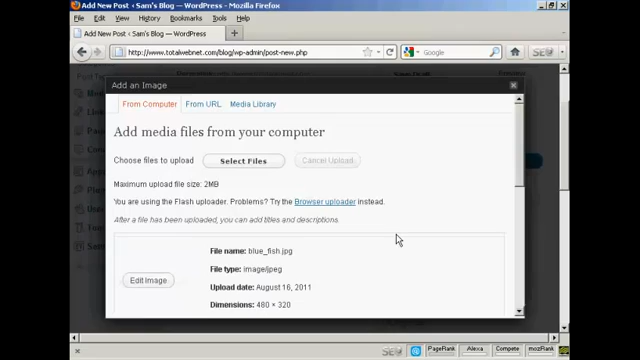 Add New Post ‹ Sam's Blog — WordPress - Mozilla Firefox
File Edit View History Bookmarks Tools Help
Add New Post ‹ Sam's Blog — WordPress
http://www.totalwebnet.com/blog/wp-admin/post-new.php
Google
Add an Image
From Computer From URL Media Library
Add media files from your computer
Choose files to upload Select Files Cancel Upload
Maximum upload file size: 2MB
You are using the Flash uploader. Problems? Try the Browser uploader instead.
After a file has been uploaded, you can add titles and descriptions.
File name: blue_fish.jpg
File type: image/jpeg
Edit Image
Upload date: August 16, 2011
Dimensions: 480 × 320
PageRank Alexa Compete mozRank